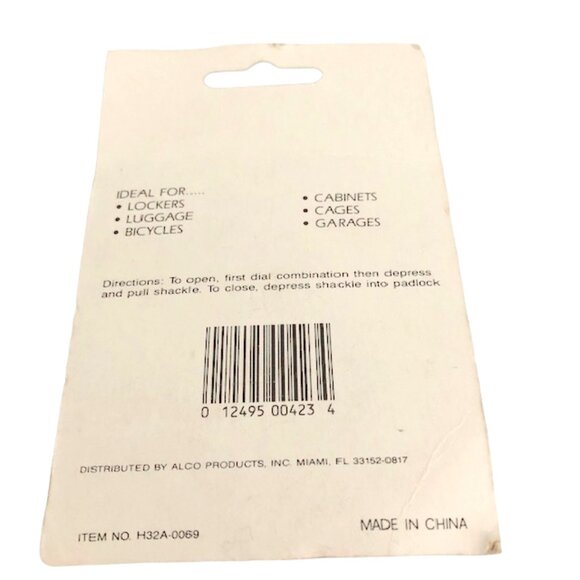 IDEAL FOR.....
• LOCKERS
• LUGGAGE
• BICYCLES
• CABINETS
• CAGES
• GARAGES
Directions: To open, first dial combination then depress
and pull shackle. To close, depress shackle into padlock
0 12495 00423 4
DISTRIBUTED BY ALCO PRODUCTS, INC. MIAMI, FL 33152-0817
ITEM NO. H32A-0069
MADE IN CHINA